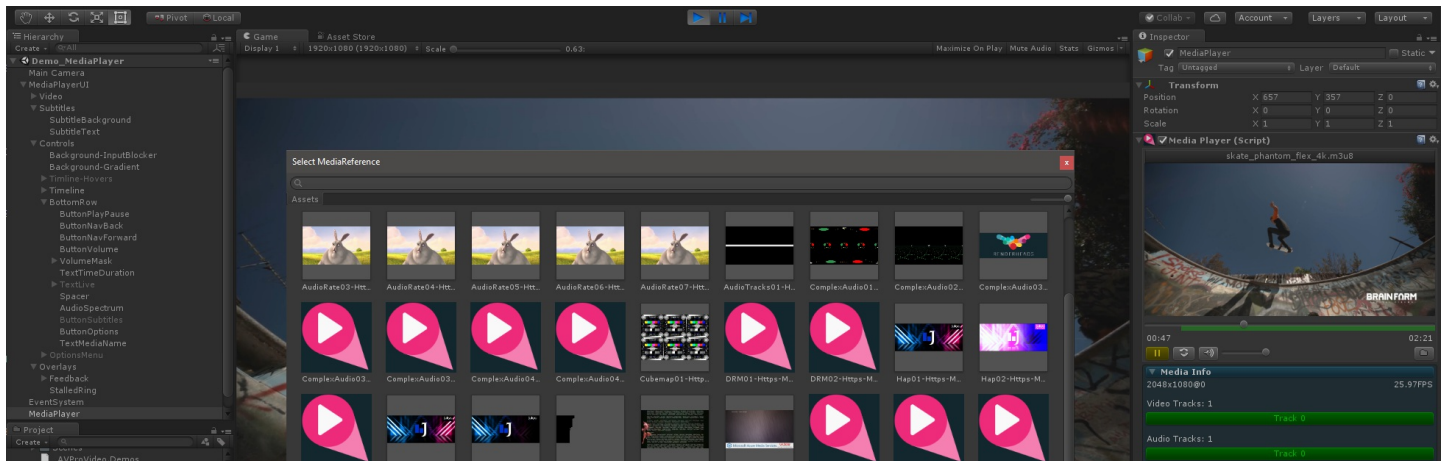 Pivot Local
Collab Account Layers Layout
Hierarchy
Create All
Demo_MediaPlayer
Main Camera
MediaPlayerUI
Video
Subtitles
SubtitleBackground
SubtitleText
Controls
Background-InputBlocker
Background-Gradient
Timline-Hovers
Timeline
BottomRow
ButtonPlayPause
ButtonNavBack
ButtonNavForward
ButtonVolume
VolumeMask
TextTimeDuration
TextLive
Spacer
AudioSpectrum
ButtonSubtitles
ButtonOptions
TextMediaName
OptionsMenu
Overlays
Feedback
StalledRing
EventSystem
MediaPlayer
Project
Create
AVProVideo Demos
Game Asset Store
Display 1 1920x1080 (1920x1080) Scale 0.63:
Maximize On Play Mute Audio Stats Gizmos
Select MediaReference
x
Assets
AudioRate03-Htt... AudioRate04-Htt... AudioRate05-Htt... AudioRate06-Htt... AudioRate07-Htt... AudioTracks01-H... ComplexAudio01... ComplexAudio02... ComplexAudio03...
ComplexAudio03... ComplexAudio03... ComplexAudio04... ComplexAudio04... Cubemap01-Http... DRM01-Https-M... DRM02-Https-M... Hap01-Https-M... Hap02-Https-M...
Inspector
MediaPlayer Static
Tag Untagged Layer Default
Transform
Position X 657 Y 357 Z 0
Rotation X 0 Y 0 Z 0
Scale X 1 Y 1 Z 1
Media Player (Script)
skate_phantom_flex_4k.m3u8
BRAINFARM
00:47 02:21
Media Info
2048x1080@0 25.97FPS
Video Tracks: 1
Track 0
Audio Tracks: 1
Track 0